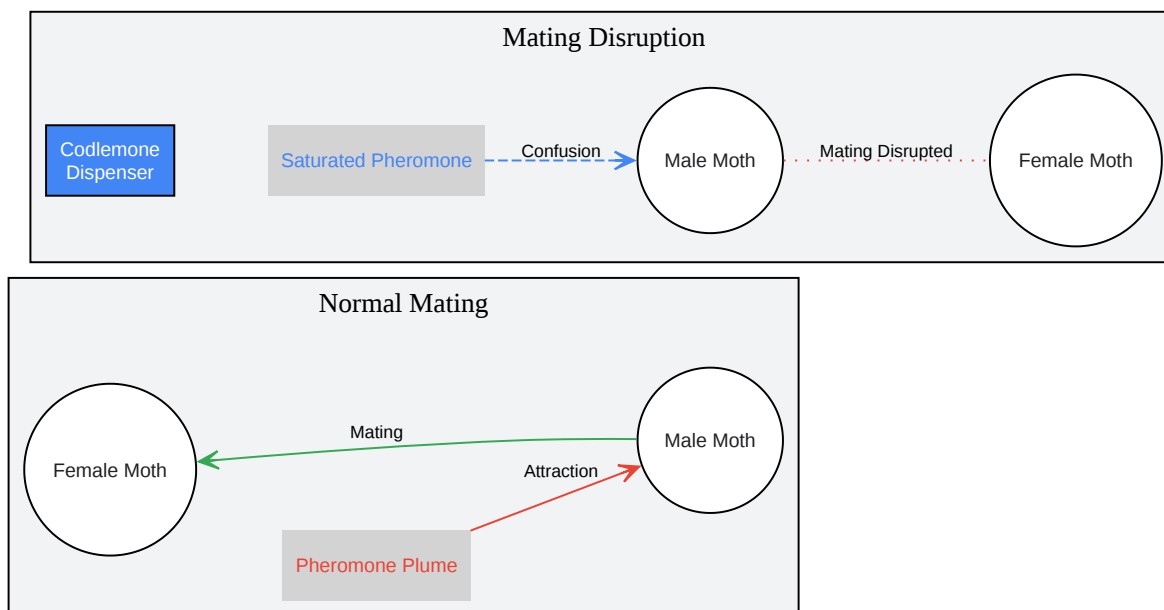 Mating Disruption
Codlemone
Dispenser
Saturated Pheromone
Confusion
Male Moth
Mating Disrupted
Female Moth
Normal Mating
Female Moth
Mating
Attraction
Male Moth
Pheromone Plume